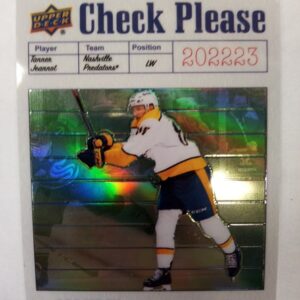 UPPER DECK Check Please
Player Team Position
Tanner Jeannot Nashville Predators® LW 202223